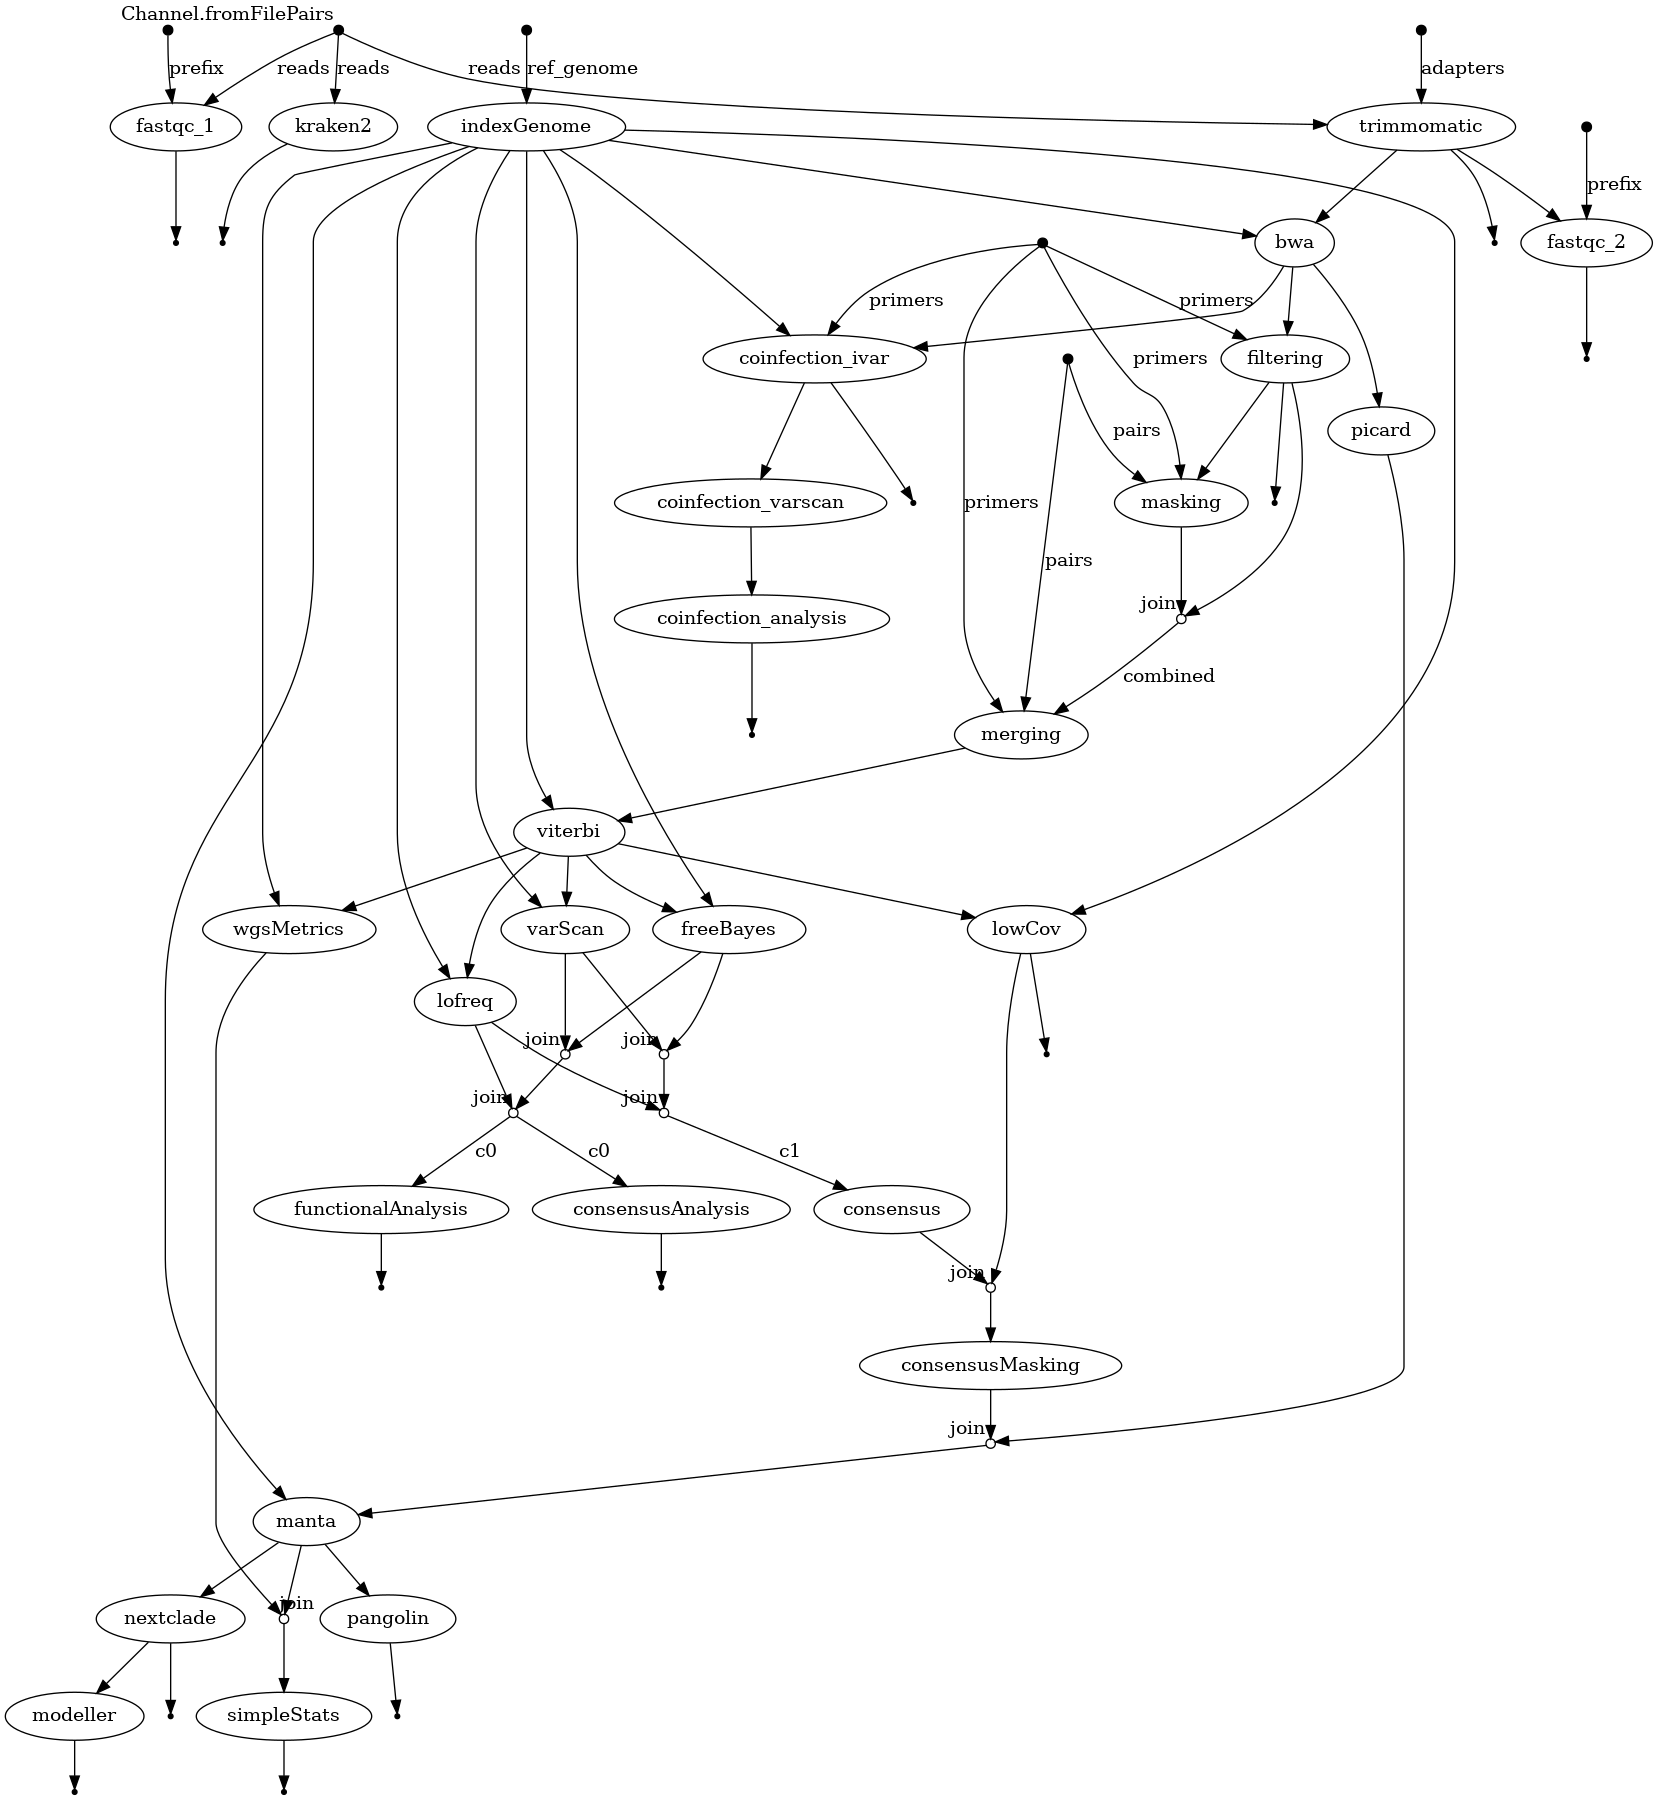 Channel.fromFilePairs
prefix
reads
reads
reads
ref_genome
adapters
fastqc_1
kraken2
indexGenome
trimmomatic
prefix
bwa
fastqc_2
primers
primers
coinfection_ivar
primers
filtering
pairs
picard
coinfection_varscan
primers
masking
pairs
join
coinfection_analysis
combined
merging
viterbi
wgsMetrics
varScan
freeBayes
lowCov
lofreq
join
join
join
join
c0
c0
c1
functionalAnalysis
consensusAnalysis
consensus
join
consensusMasking
join
manta
join
nextclade
pangolin
modeller
simpleStats